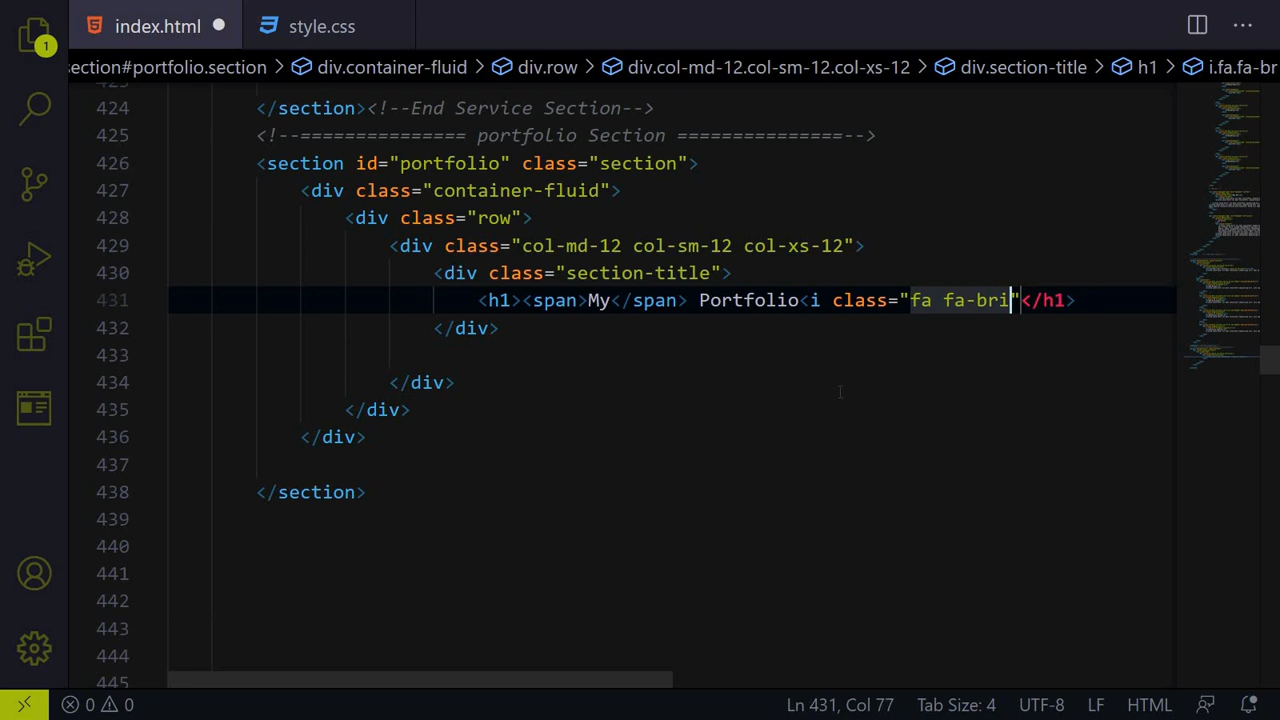 index.html
style.css
1
section#portfolio.section > div.container-fluid > div.row > div.col-md-12.col-sm-12.col-xs-12 > div.section-title > h1 > i.fa.fa-br
424 </section><!--End Service Section-->
425 <!--=============== portfolio Section ===============-->
426 <section id="portfolio" class="section">
427 <div class="container-fluid">
428 <div class="row">
429 <div class="col-md-12 col-sm-12 col-xs-12">
430 <div class="section-title">
431 <h1><span>My</span> Portfolio<i class="fa fa-bri"</h1>
432 </div>
433
434 </div>
435 </div>
436 </div>
437
438 </section>
439
440
441
442
443
444
445
0 0 Ln 431, Col 77 Tab Size: 4 UTF-8 LF HTML